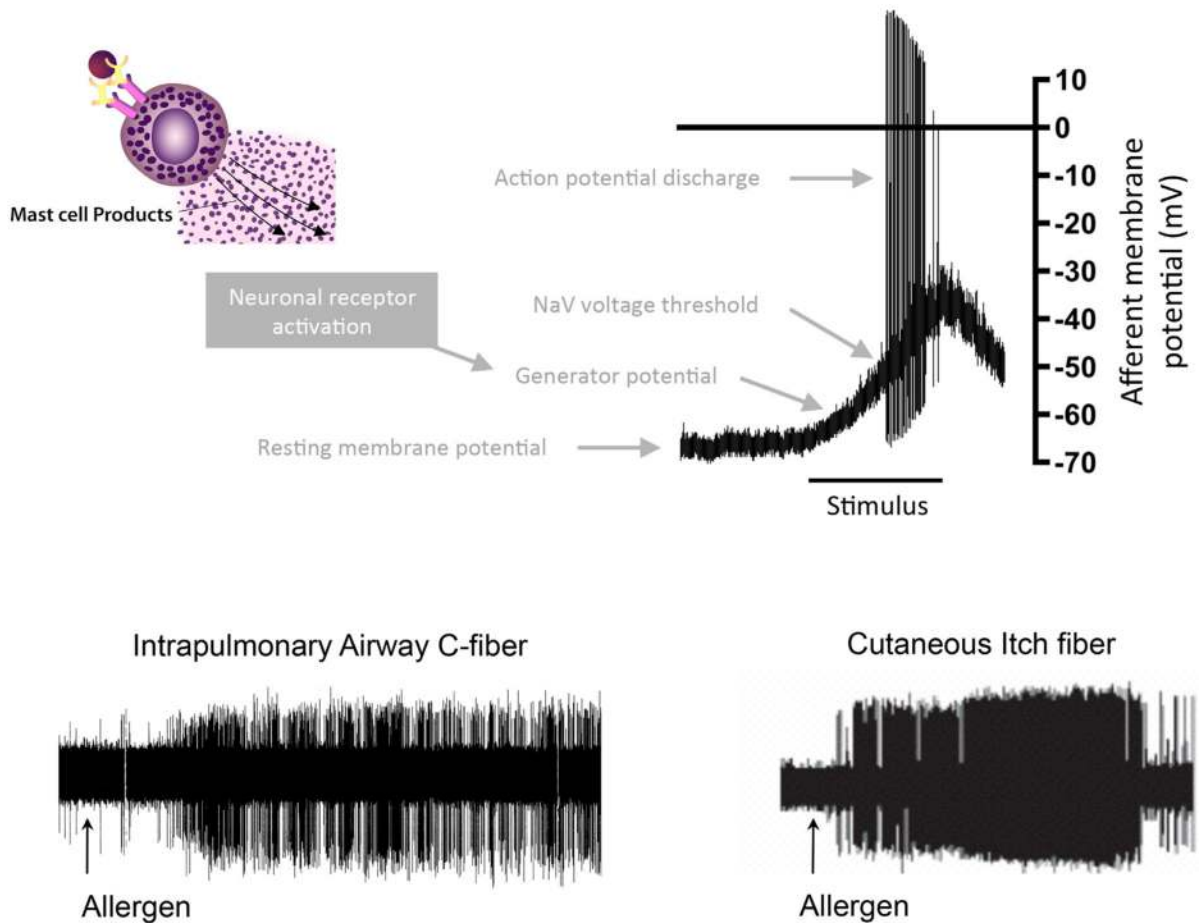 Mast cell Products
Neuronal receptor
activation
Action potential discharge
NaV voltage threshold
Generator potential
Resting membrane potential
Stimulus
10
0
-10
-20
-30
-40
-50
-60
-70
Afferent membrane
potential (mV)
Intrapulmonary Airway C-fiber
Allergen
Cutaneous Itch fiber
Allergen